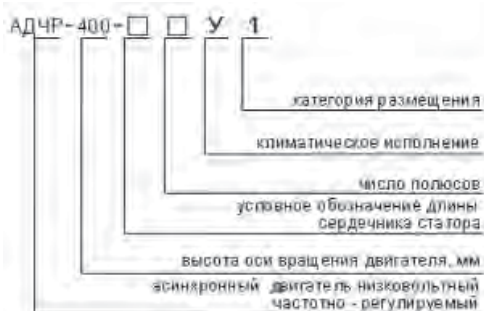 АДЧР-400-□ □ У 1
категория размещения
климатическое исполнение
число полюсов
условное обозначение длины
сердечника статора
высота оси вращения двигателя, мм
асинхронный двигатель низковольтный
частотно - регулируемый